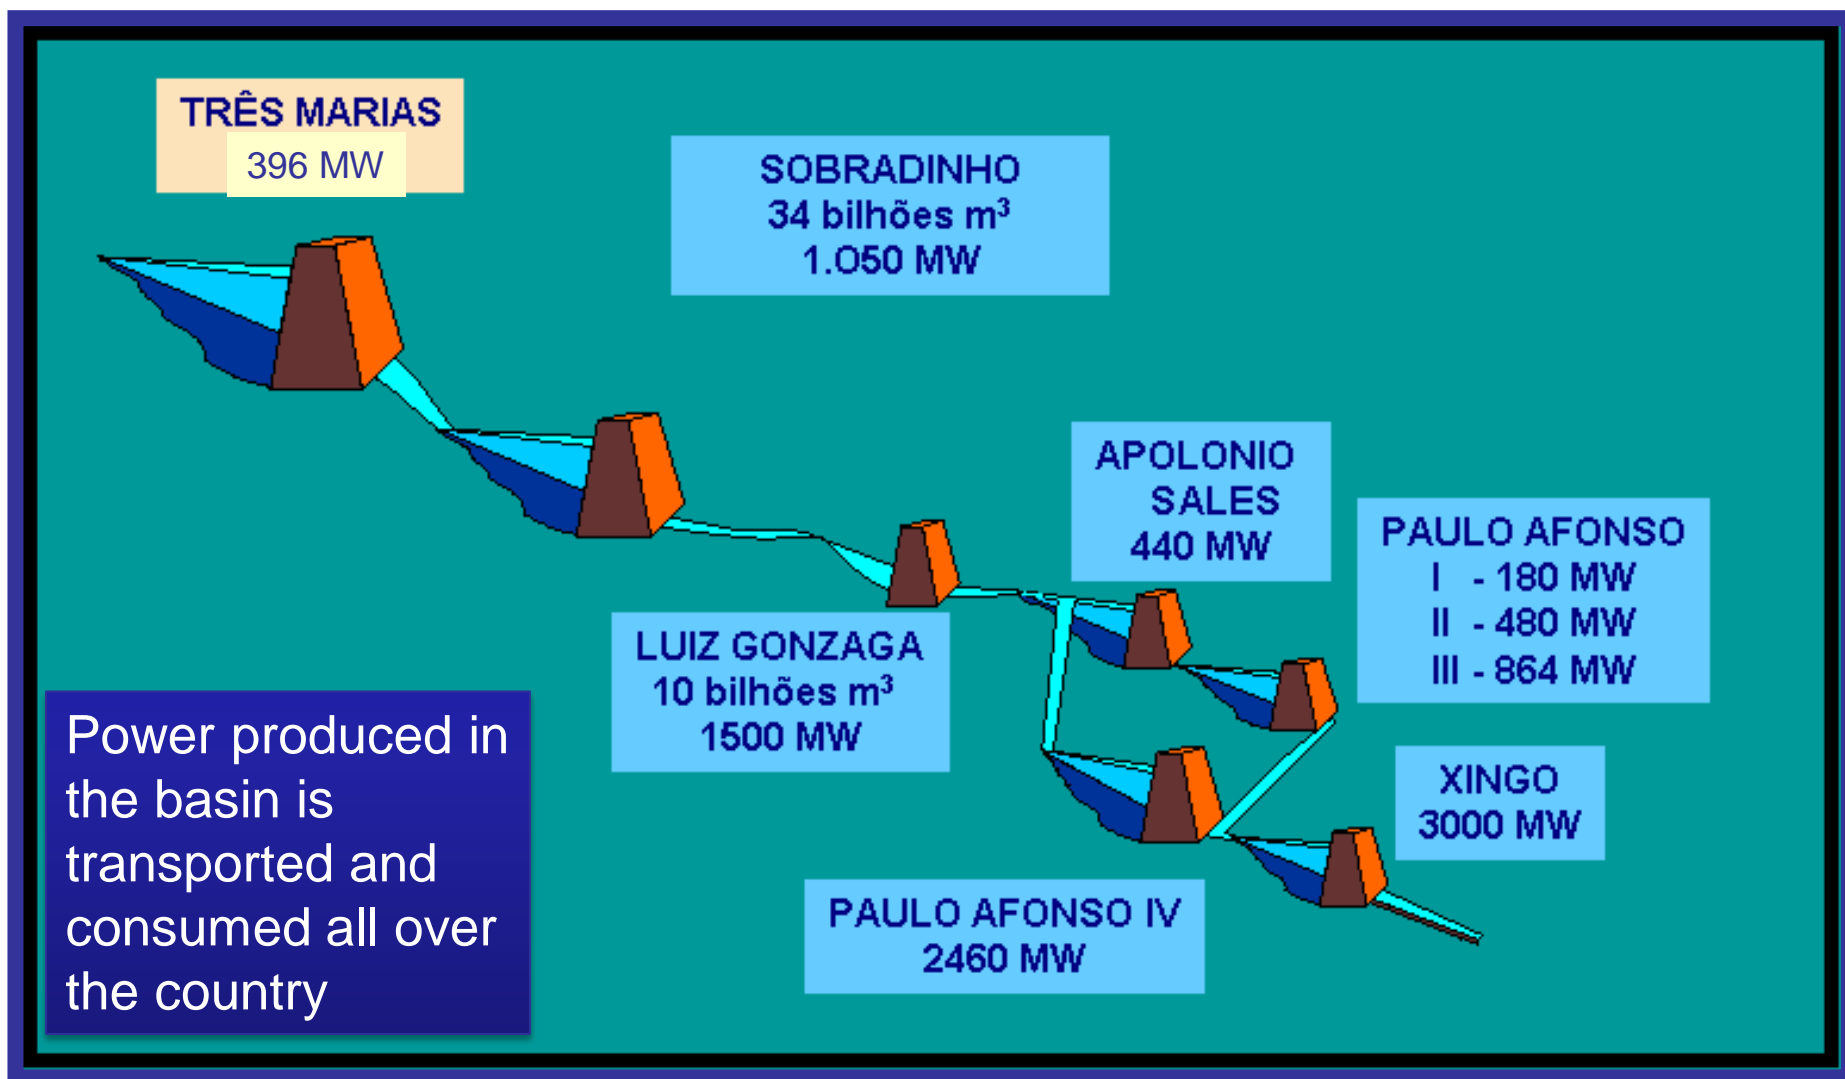 TRÊS MARIAS
396 MW
SOBRADINHO
34 bilhões m³
1.O50 MW
APOLONIO
SALES
440 MW
PAULO AFONSO
I - 180 MW
II - 480 MW
III - 864 MW
LUIZ GONZAGA
10 bilhões m³
1500 MW
Power produced in
the basin is
transported and
consumed all over
the country
XINGO
3000 MW
PAULO AFONSO IV
2460 MW